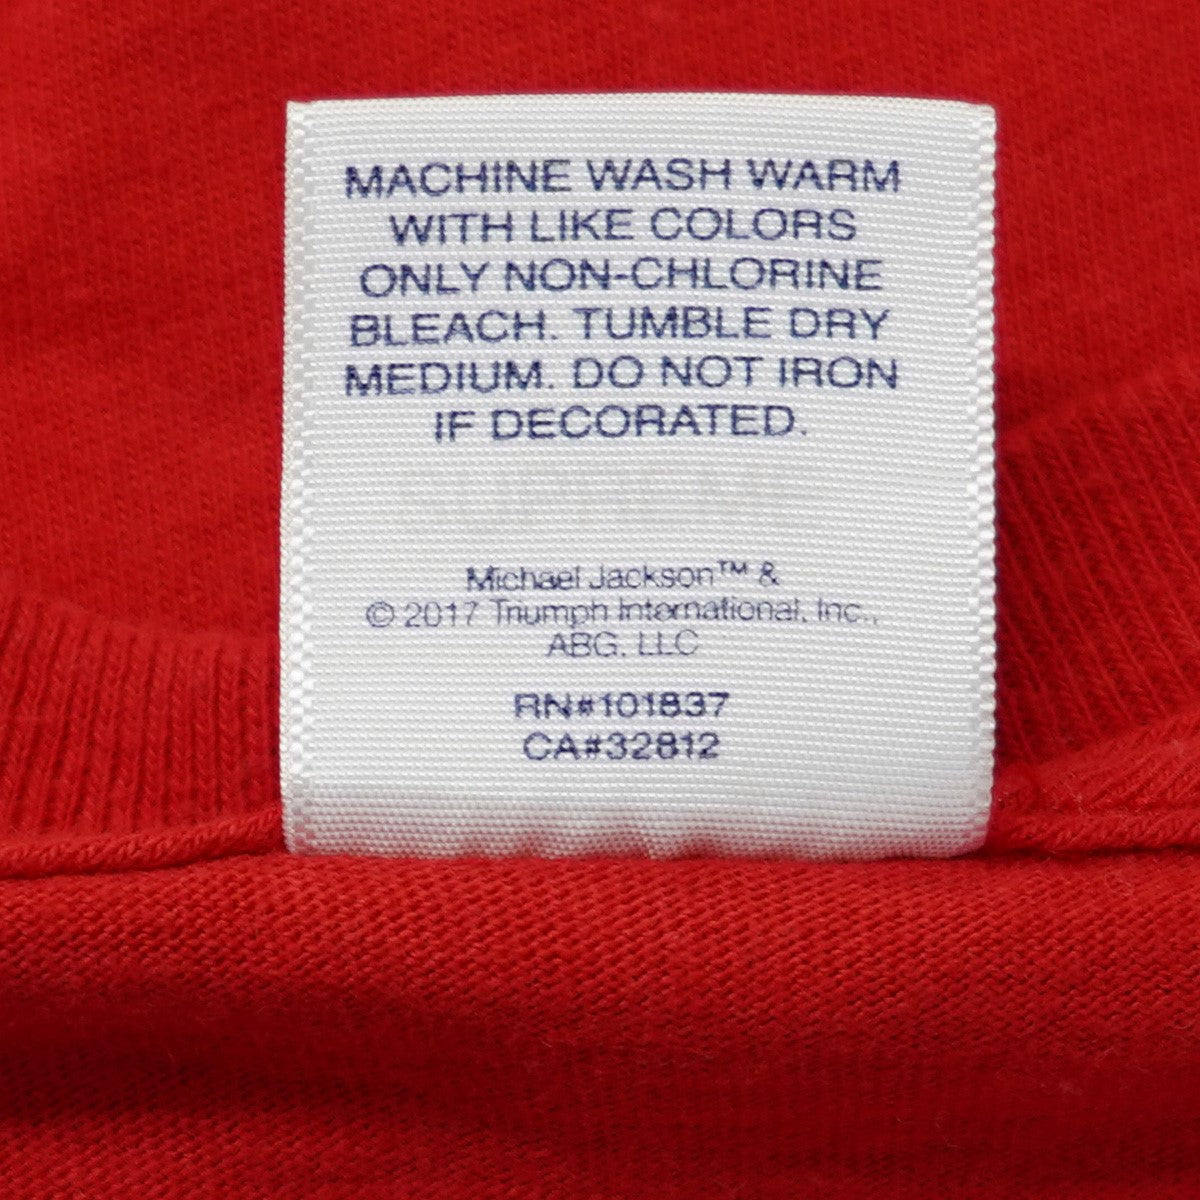 MACHINE WASH WARM
WITH LIKE COLORS
ONLY NON-CHLORINE
BLEACH. TUMBLE DRY
MEDIUM. DO NOT IRON
IF DECORATED.
Michael Jackson™ &
© 2017 Triumph International, Inc.,
ABG, LLC
RN#101837
CA#32812